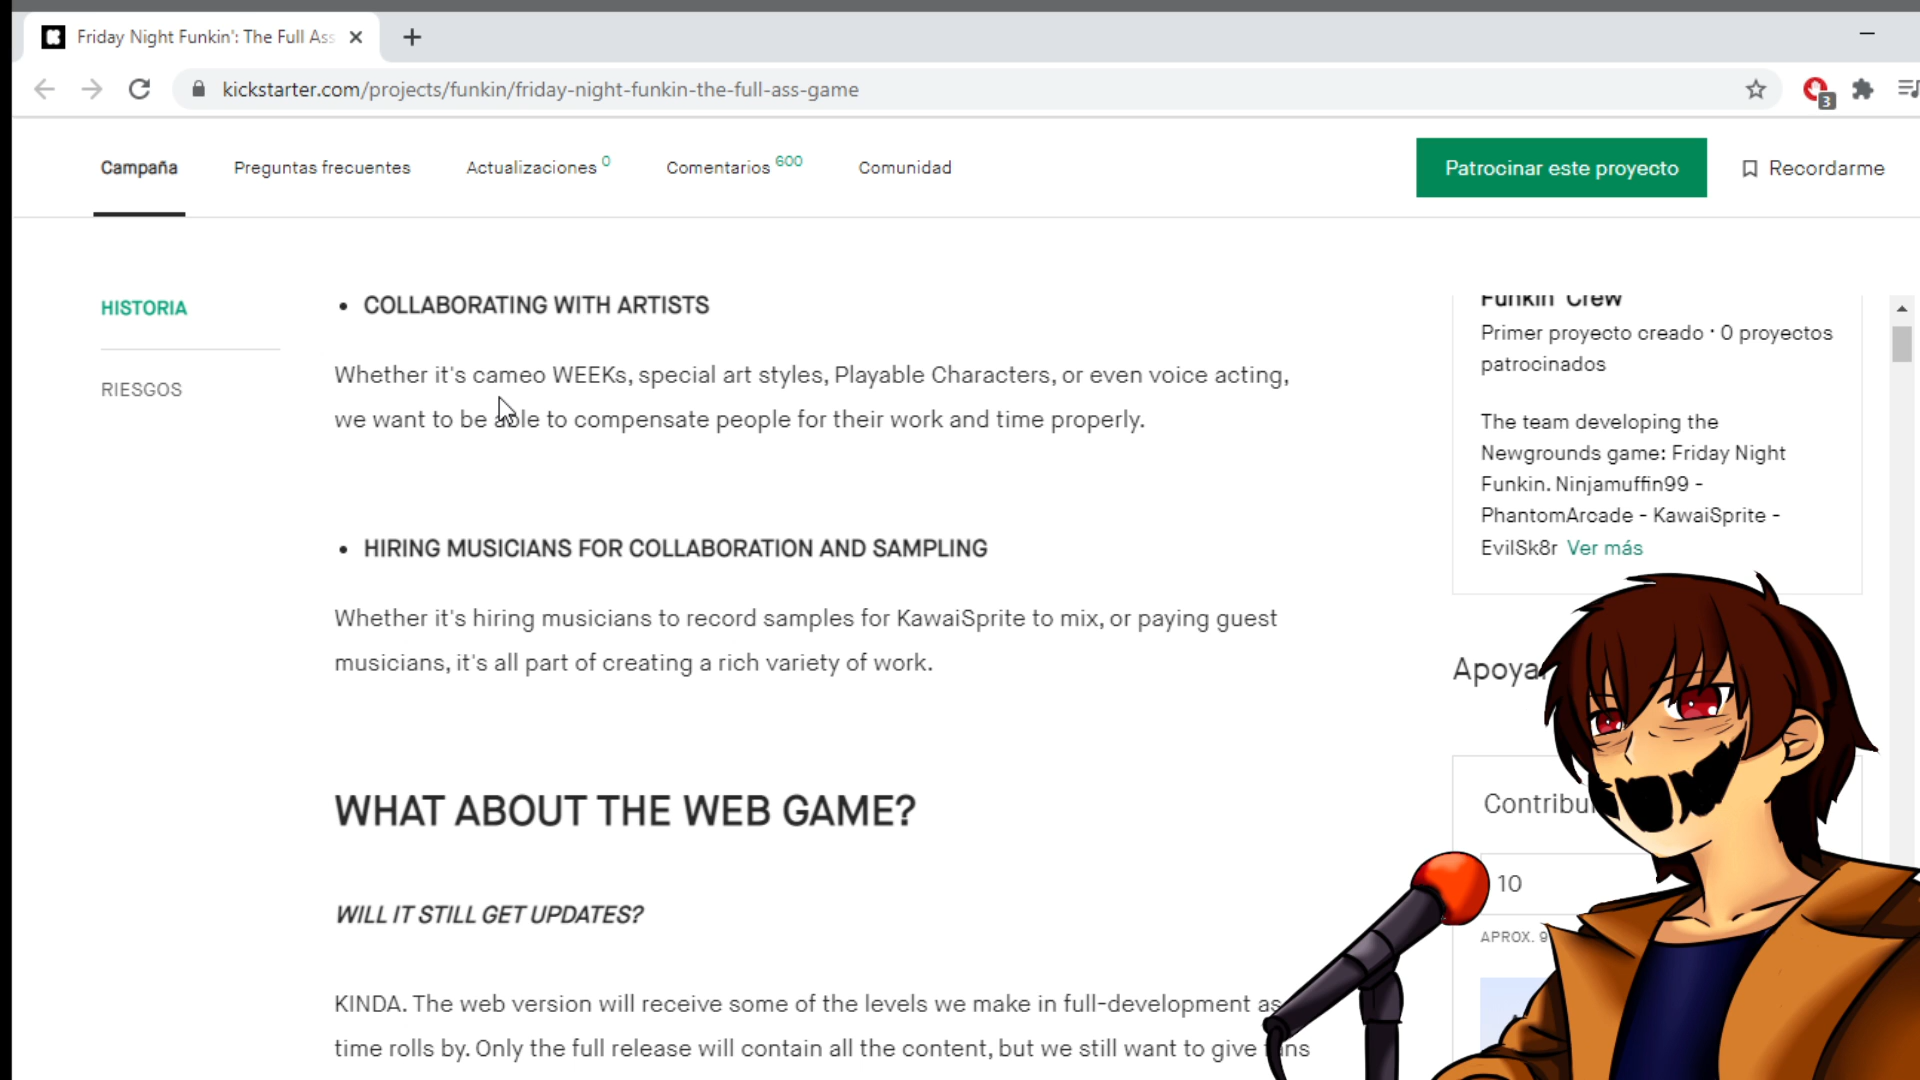 Friday Night Funkin': The Full Ass
kickstarter.com/projects/funkin/friday-night-funkin-the-full-ass-game
3
Campaña
Preguntas frecuentes
Actualizaciones 0
Comentarios 600
Comunidad
Patrocinar este proyecto
Recordarme
HISTORIA
RIESGOS
• COLLABORATING WITH ARTISTS
Whether it's cameo WEEKs, special art styles, Playable Characters, or even voice acting,
we want to be able to compensate people for their work and time properly.
• HIRING MUSICIANS FOR COLLABORATION AND SAMPLING
Whether it's hiring musicians to record samples for KawaiSprite to mix, or paying guest
musicians, it's all part of creating a rich variety of work.
WHAT ABOUT THE WEB GAME?
WILL IT STILL GET UPDATES?
KINDA. The web version will receive some of the levels we make in full-development as
time rolls by. Only the full release will contain all the content, but we still want to give fans
Funkin' Crew
Primer proyecto creado · 0 proyectos
patrocinados
The team developing the
Newgrounds game: Friday Night
Funkin. Ninjamuffin99 -
PhantomArcade - KawaiSprite -
EvilSk8r Ver más
Apoya
Contribu
10
APROX. 9